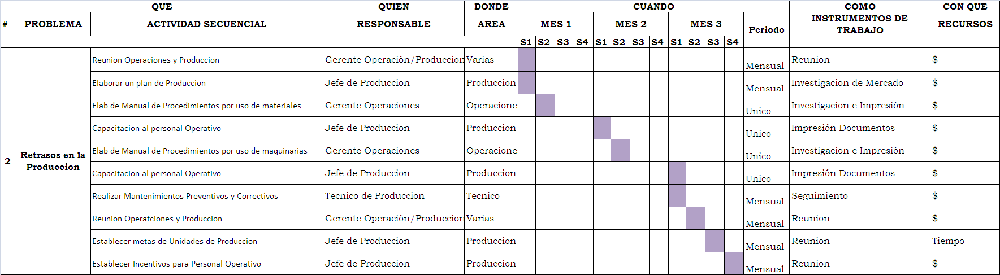 QUE QUIEN DONDE CUANDO COMO CON QUE
# PROBLEMA ACTIVIDAD SECUENCIAL RESPONSABLE AREA MES 1 MES 2 MES 3 Periodo INSTRUMENTOS DE TRABAJO RECURSOS
S1 S2 S3 S4 S1 S2 S3 S4 S1 S2 S3 S4
2 Retrasos en la Produccion
Reunion Operaciones y Produccion Gerente Operación/Produccion Varias Mensual Reunion $
Elaborar un plan de Produccion Jefe de Produccion Produccion Mensual Investigacion de Mercado $
Elab de Manual de Procedimientos por uso de materiales Gerente Operaciones Operacione Unico Investigacion e Impresión $
Capacitacion al personal Operativo Jefe de Produccion Produccion Unico Impresión Documentos $
Elab de Manual de Procedimientos por uso de maquinarias Gerente Operaciones Operacione Unico Investigacion e Impresión $
Capacitacion al personal Operativo Jefe de Produccion Produccion Unico Impresión Documentos $
Realizar Mantenimientos Preventivos y Correctivos Tecnico de Produccion Tecnico Mensual Seguimiento $
Reunion Operatciones y Produccion Gerente Operación/Produccion Varias Mensual Reunion $
Establecer metas de Unidades de Produccion Jefe de Produccion Produccion Mensual Reunion Tiempo
Establecer Incentivos para Personal Operativo Jefe de Produccion Produccion Mensual Reunion $